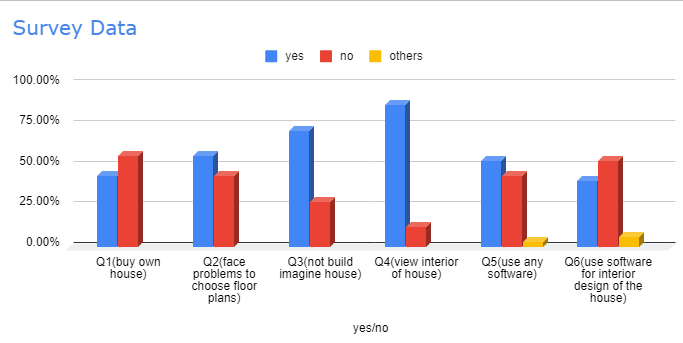 Survey Data
yes no others
100.00%
75.00%
50.00%
25.00%
0.00%
Q1(buy own
house)
Q2(face
problems to
choose floor
plans)
Q3(not build
imagine house)
Q4(view interior
of house)
Q5(use any
software)
Q6(use software
for interior
design of the
house)
yes/no